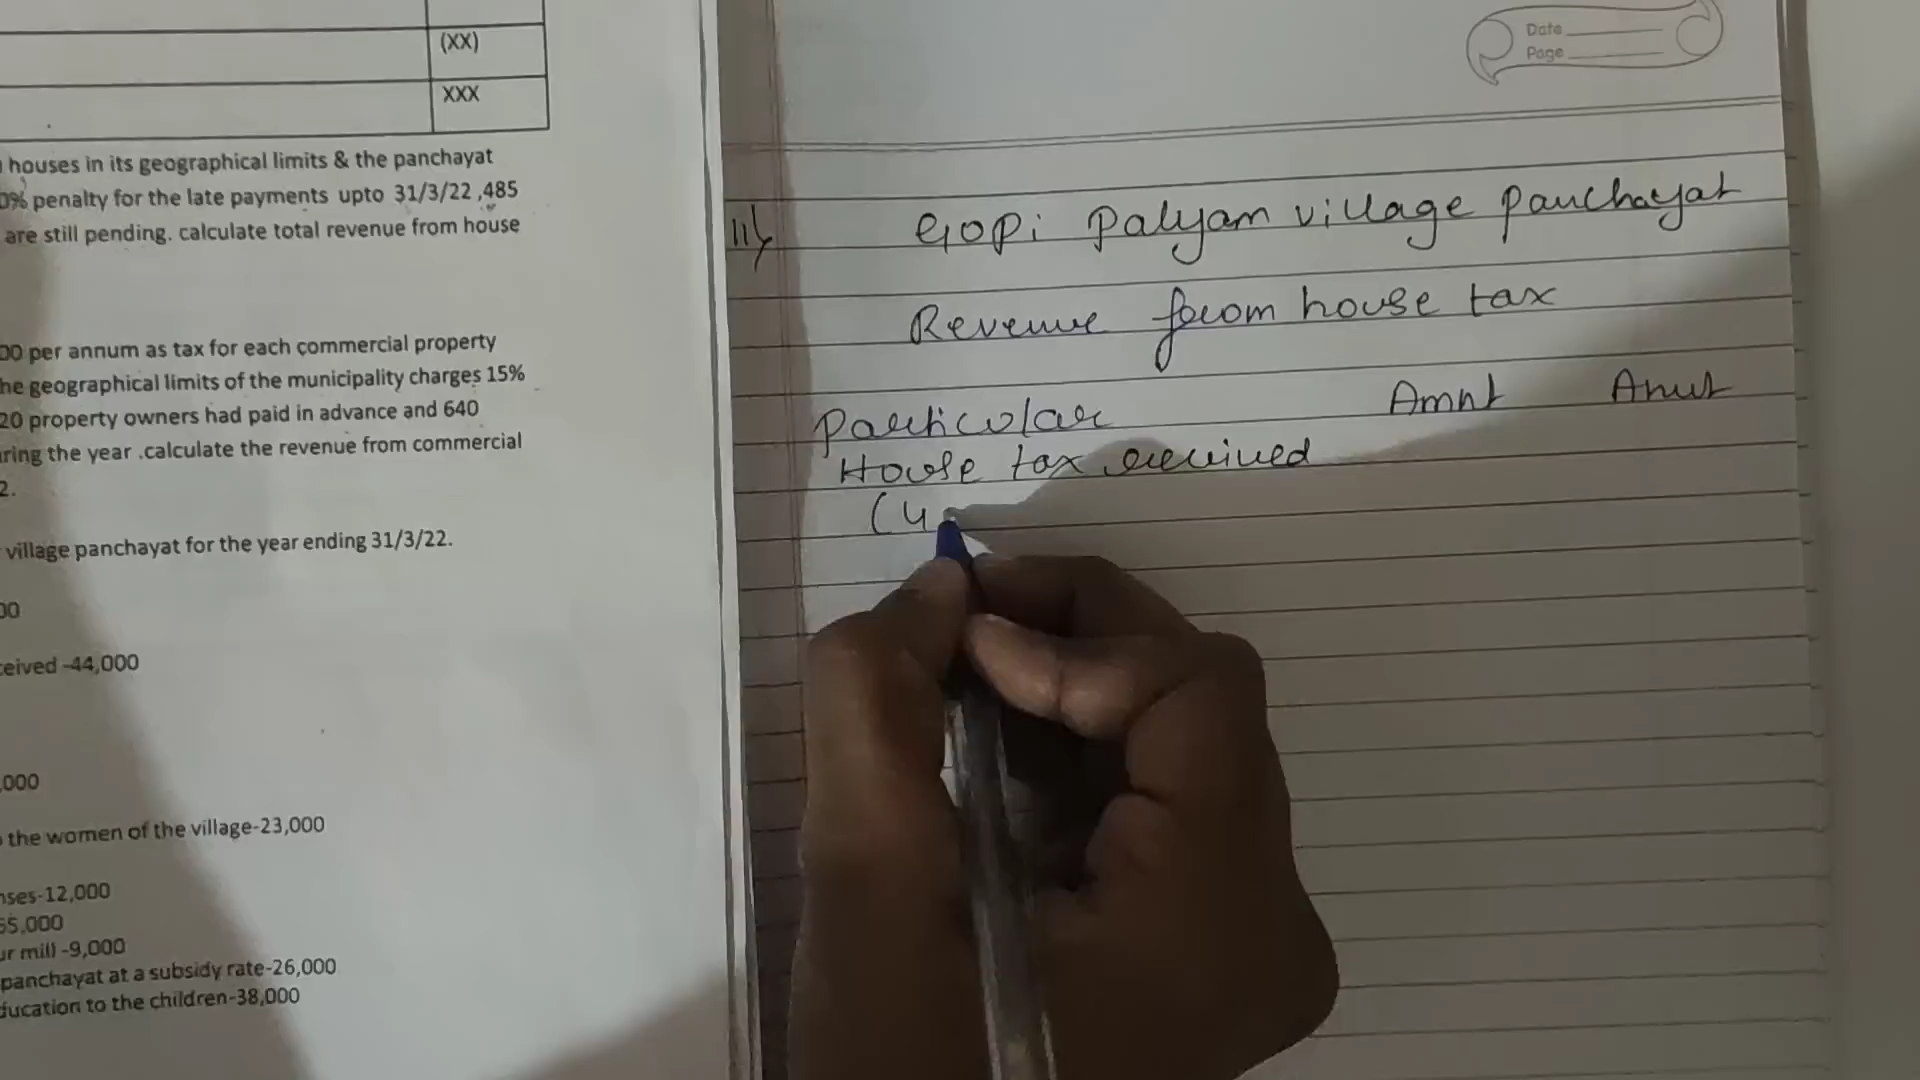 (XX)
XXX
houses in its geographical limits & the panchayat
0% penalty for the late payments upto 31/3/22 ,485
are still pending. calculate total revenue from house
00 per annum as tax for each commercial property
he geographical limits of the municipality charges 15%
20 property owners had paid in advance and 640
ring the year .calculate the revenue from commercial
2.
village panchayat for the year ending 31/3/22.
00
eived -44,000
,000
the women of the village-23,000
nses-12,000
55,000
ur mill -9,000
panchayat at a subsidy rate-26,000
ducation to the children-38,000
Date
Page
11) Gopi Palyam village panchayat
Revenue from house tax
Particular Amnt Amnt
House tax received
(4